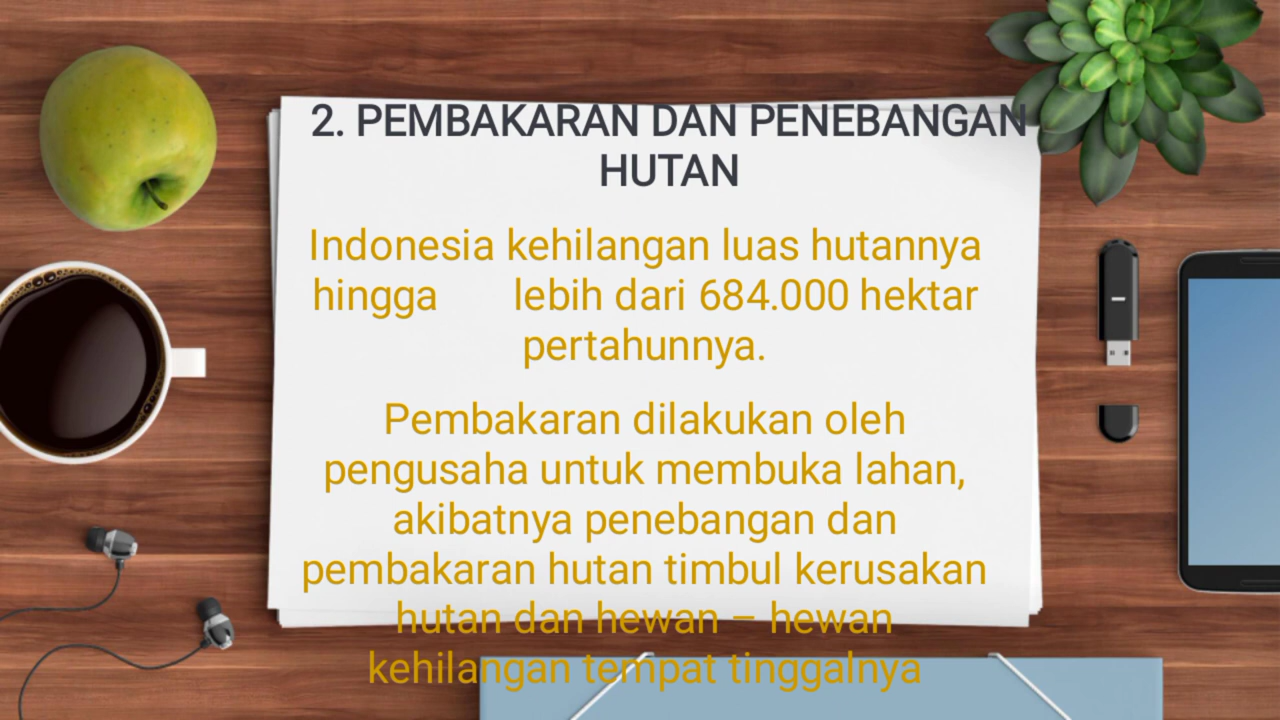 2. PEMBAKARAN DAN PENEBANGAN
HUTAN
Indonesia kehilangan luas hutannya
hingga lebih dari 684.000 hektar
pertahunnya.
Pembakaran dilakukan oleh
pengusaha untuk membuka lahan,
akibatnya penebangan dan
pembakaran hutan timbul kerusakan
hutan dan hewan – hewan
kehilangan tempat tinggalnya